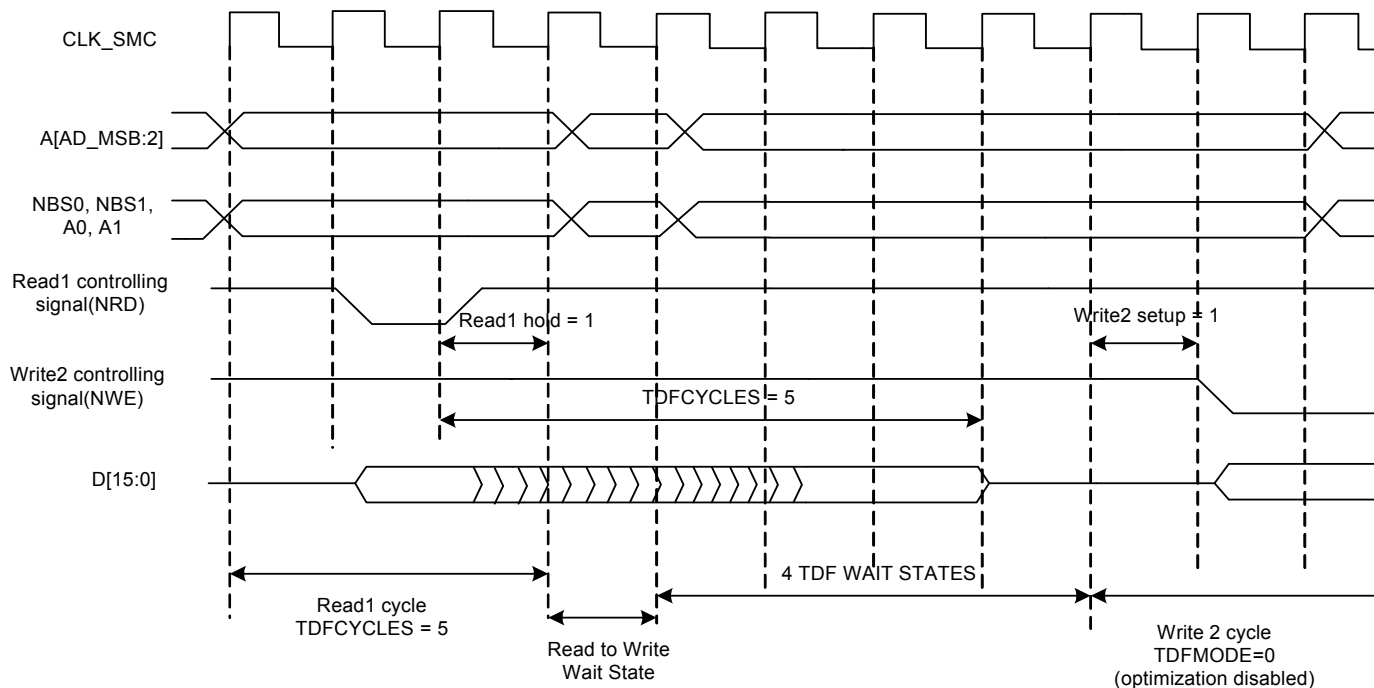 CLK_SMC
A[AD_MSB:2]
NBS0, NBS1,
A0, A1
Read1 controlling
signal(NRD)
Read1 hold = 1
Write2 setup = 1
Write2 controlling
signal(NWE)
TDFCYCLES = 5
D[15:0]
4 TDF WAIT STATES
Read1 cycle
TDFCYCLES = 5
Read to Write
Wait State
Write 2 cycle
TDFMODE=0
(optimization disabled)